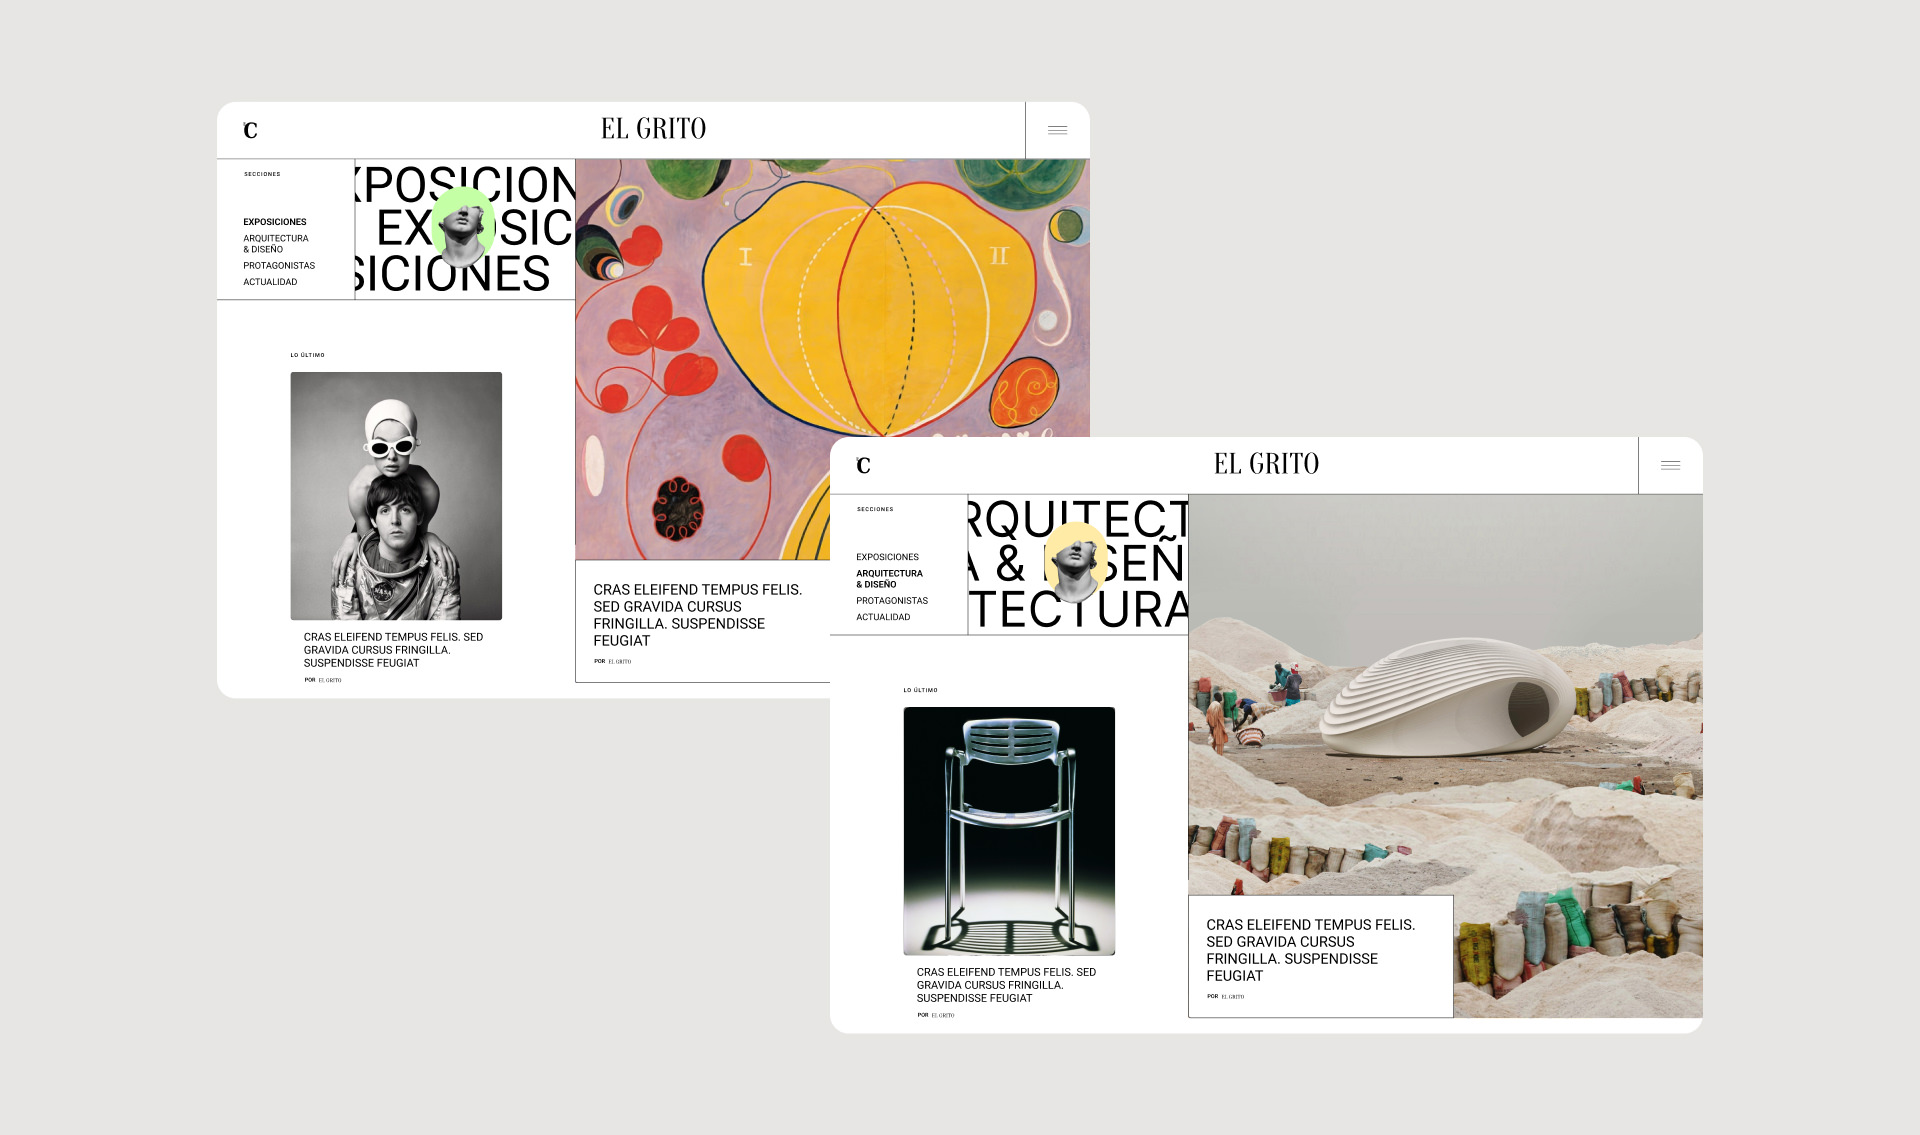 C
EL GRITO
SECCIONES
EXPOSICIONES
ARQUITECTURA
& DISEÑO
PROTAGONISTAS
ACTUALIDAD
XPOSICION
EX SIC
SICIONES
I
II
LO ÚLTIMO
NASA
CRAS ELEIFEND TEMPUS FELIS. SED
GRAVIDA CURSUS FRINGILLA.
SUSPENDISSE FEUGIAT
POR EL GRITO
CRAS ELEIFEND TEMPUS FELIS.
SED GRAVIDA CURSUS
FRINGILLA. SUSPENDISSE
FEUGIAT
POR EL GRITO
C
EL GRITO
SECCIONES
EXPOSICIONES
ARQUITECTURA
& DISEÑO
PROTAGONISTAS
ACTUALIDAD
RQUITECT
A & SEÑ
TECTURA
LO ÚLTIMO
CRAS ELEIFEND TEMPUS FELIS. SED
GRAVIDA CURSUS FRINGILLA.
SUSPENDISSE FEUGIAT
POR EL GRITO
CRAS ELEIFEND TEMPUS FELIS.
SED GRAVIDA CURSUS
FRINGILLA. SUSPENDISSE
FEUGIAT
POR EL GRITO